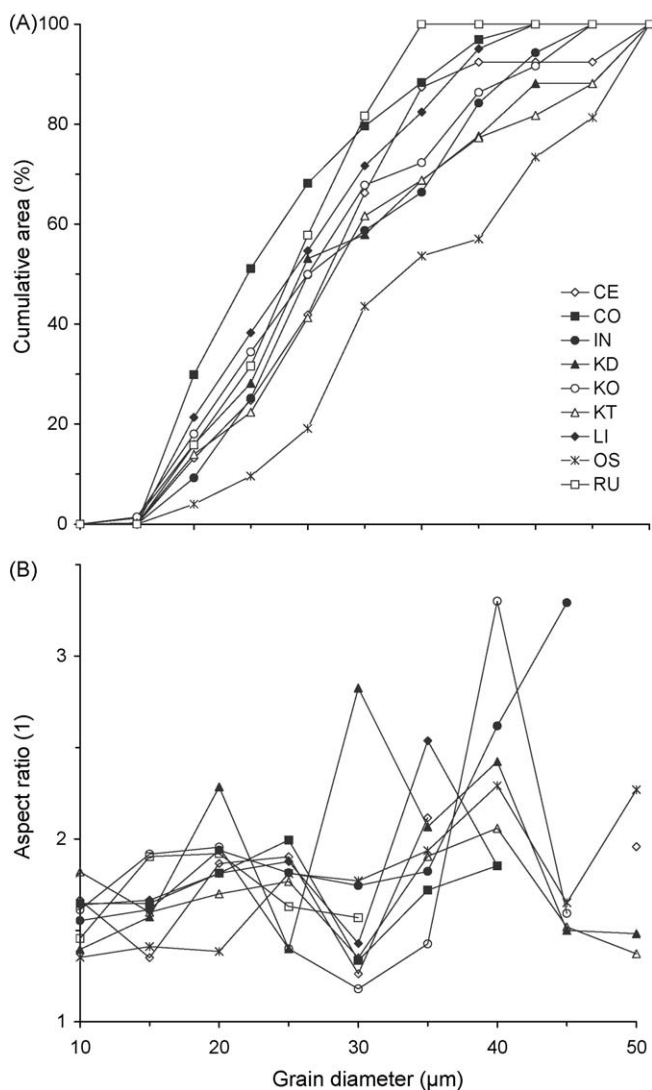 (A)
100
80
60
40
20
0
Cumulative area (%)
CE
CO
IN
KD
KO
KT
LI
OS
RU
(B)
3
2
1
Aspect ratio (1)
10 20 30 40 50
Grain diameter (µm)